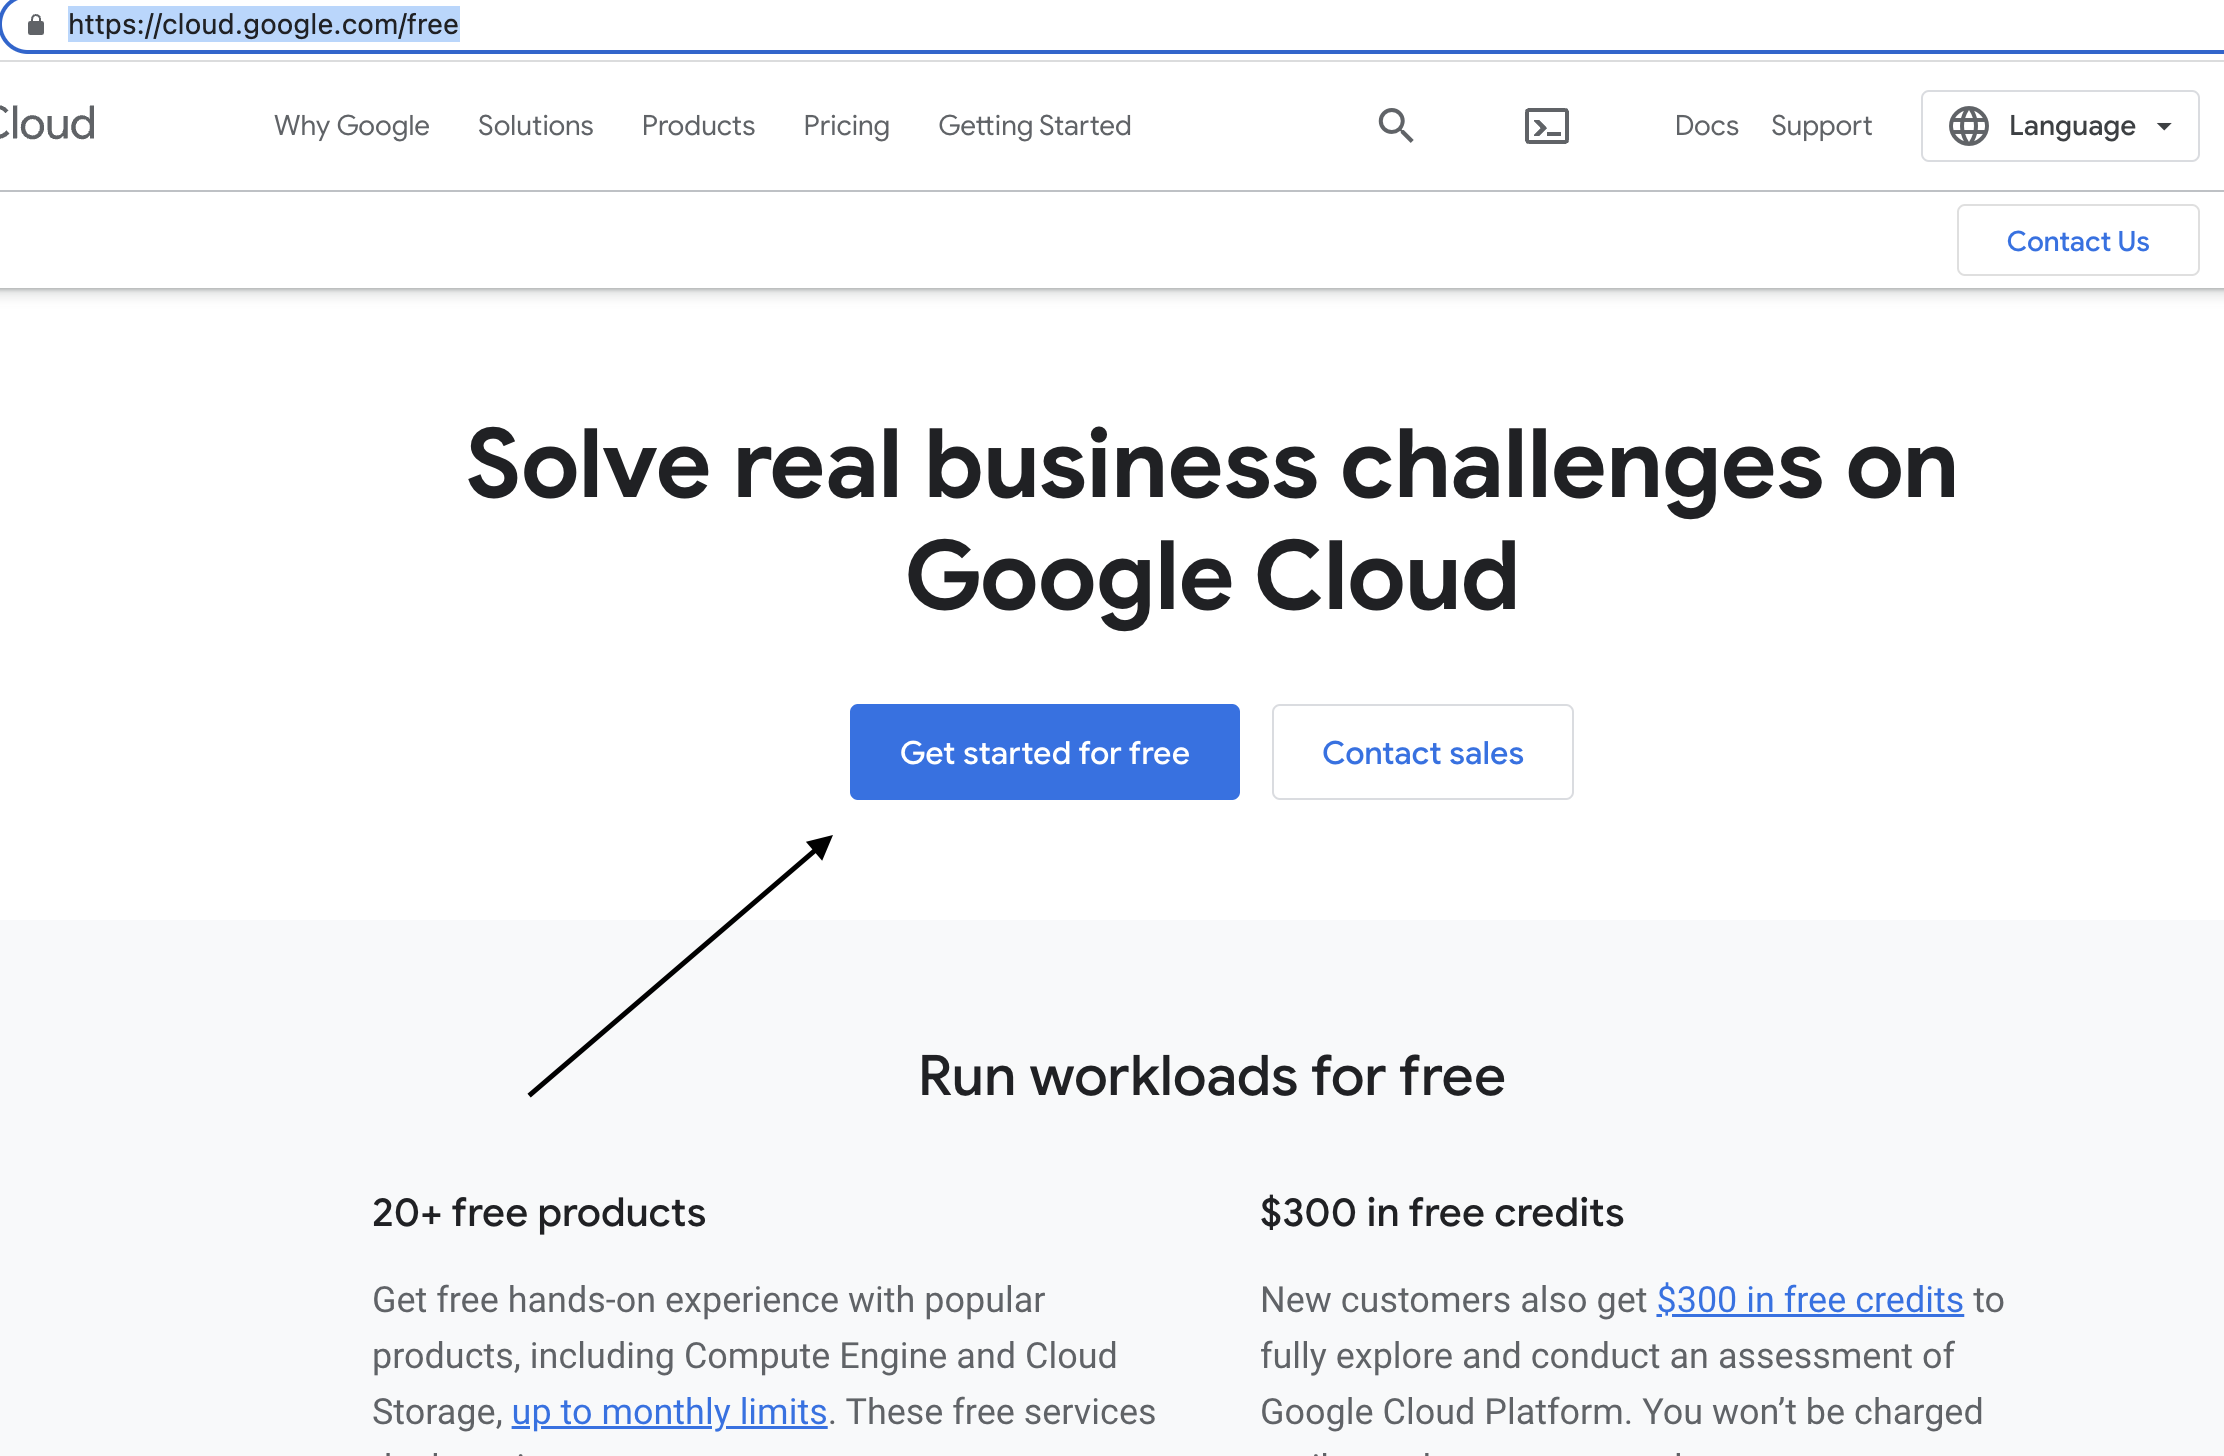 https://cloud.google.com/free
Cloud
Why Google Solutions Products Pricing Getting Started Docs Support Language
Contact Us
Solve real business challenges on
Google Cloud
Get started for free Contact sales
Run workloads for free
20+ free products
Get free hands-on experience with popular
products, including Compute Engine and Cloud
Storage, up to monthly limits. These free services
$300 in free credits
New customers also get $300 in free credits to
fully explore and conduct an assessment of
Google Cloud Platform. You won’t be charged